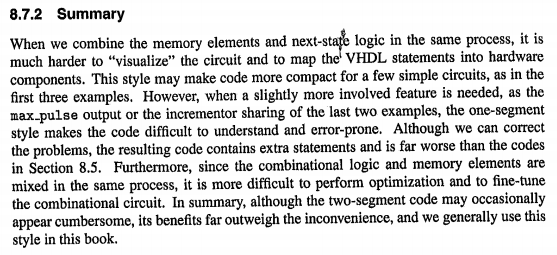 8.7.2 Summary
When we combine the memory elements and next-state logic in the same process, it is
much harder to "visualize" the circuit and to map the VHDL statements into hardware
components. This style may make code more compact for a few simple circuits, as in the
first three examples. However, when a slightly more involved feature is needed, as the
max_pulse output or the incrementor sharing of the last two examples, the one-segment
style makes the code difficult to understand and error-prone. Although we can correct
the problems, the resulting code contains extra statements and is far worse than the codes
in Section 8.5. Furthermore, since the combinational logic and memory elements are
mixed in the same process, it is more difficult to perform optimization and to fine-tune
the combinational circuit. In summary, although the two-segment code may occasionally
appear cumbersome, its benefits far outweigh the inconvenience, and we generally use this
style in this book.